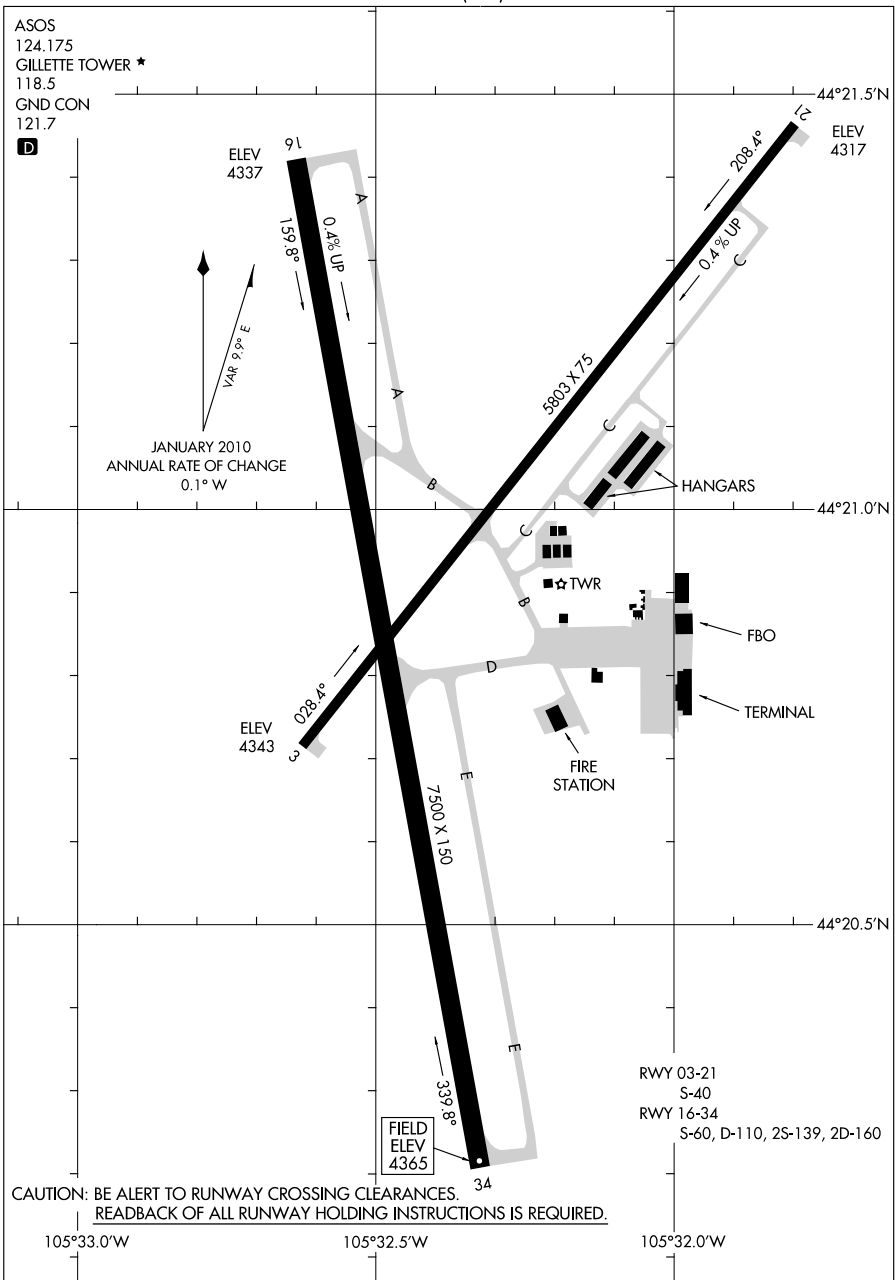 ASOS
124.175
GILLETTE TOWER ★
118.5
GND CON
121.7
D
44°21.5'N
16
ELEV
4337
21
ELEV
4317
208.4°
0.4% UP
159.8°
0.4% UP
A
C
VAR 9.9° E
5803 X 75
A
JANUARY 2010
ANNUAL RATE OF CHANGE
0.1° W
C
HANGARS
B
44°21.0'N
C
TWR
B
FBO
D
028.4°
ELEV
4343
3
TERMINAL
FIRE
STATION
E
7500 X 150
44°20.5'N
E
339.8°
RWY 03-21
S-40
RWY 16-34
S-60, D-110, 2S-139, 2D-160
FIELD
ELEV
4365
34
CAUTION: BE ALERT TO RUNWAY CROSSING CLEARANCES.
READBACK OF ALL RUNWAY HOLDING INSTRUCTIONS IS REQUIRED.
105°33.0'W
105°32.5'W
105°32.0'W